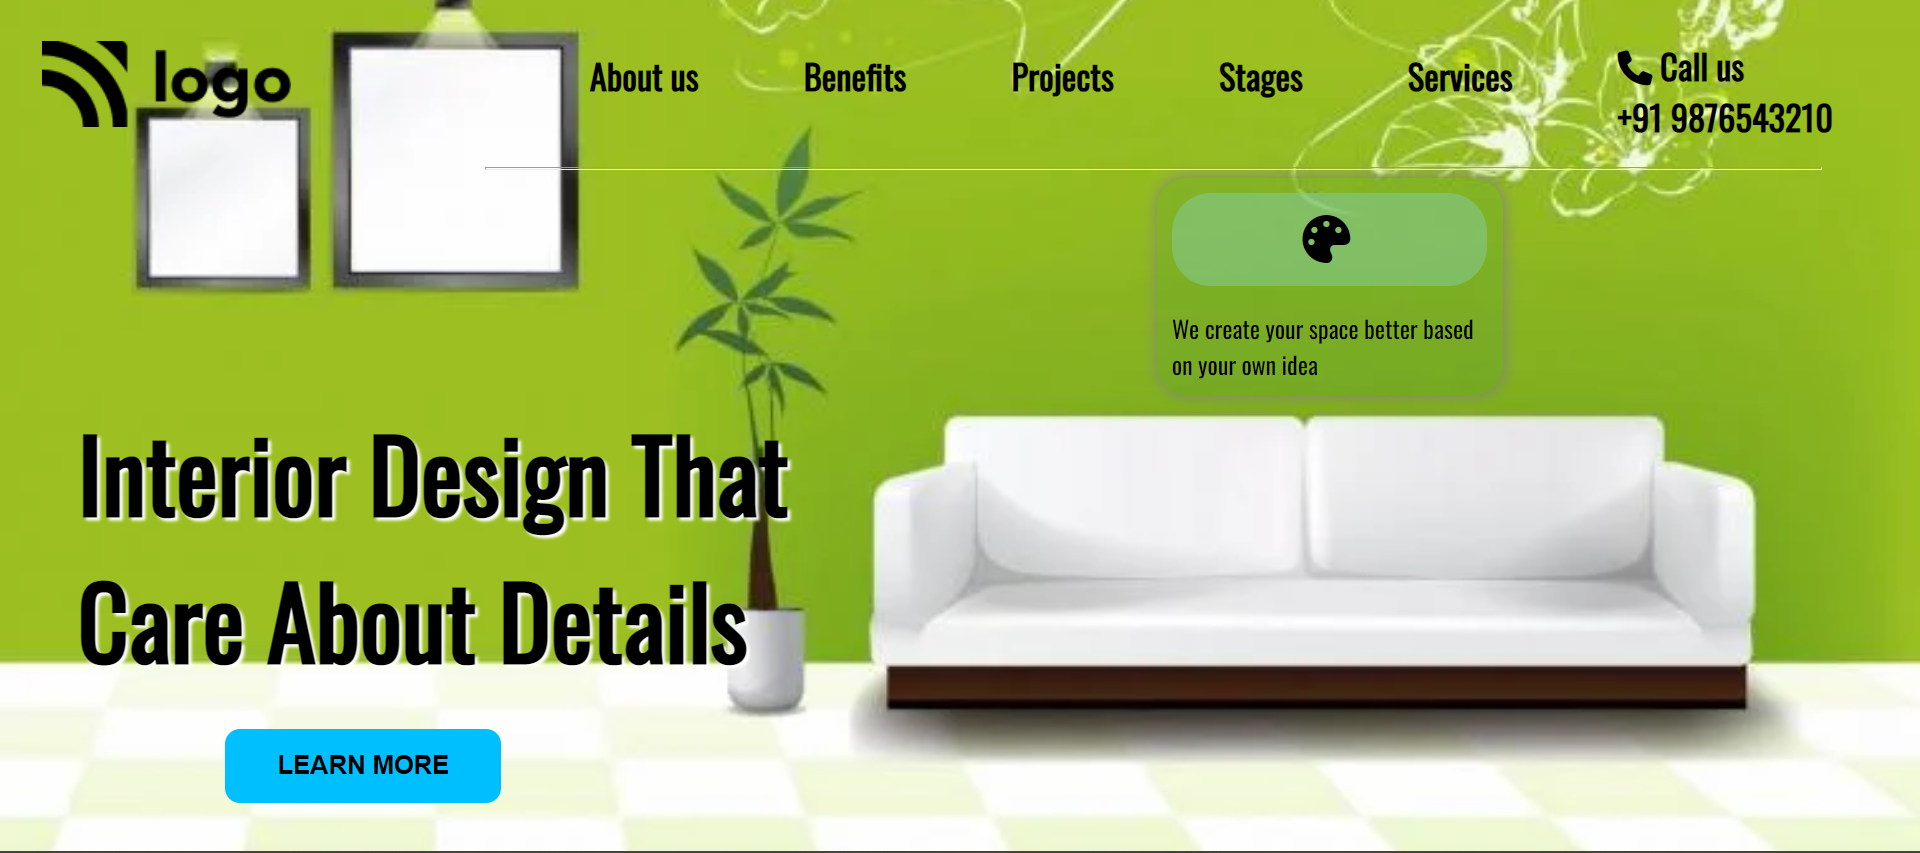 logo
About us
Benefits
Projects
Stages
Services
Call us
+91 9876543210
We create your space better based
on your own idea
Interior Design That
Care About Details
LEARN MORE